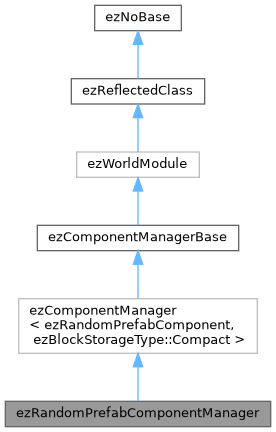 ezNoBase
ezReflectedClass
ezWorldModule
ezComponentManagerBase
ezComponentManager
< ezRandomPrefabComponent,
ezBlockStorageType::Compact >
ezRandomPrefabComponentManager